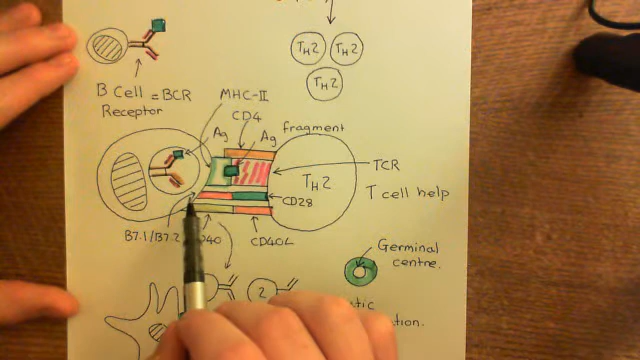 TH2
TH2
TH2
B Cell = BCR
Receptor
MHC-II
CD4
Ag
Ag
fragment
TCR
TH2
T cell help
CD28
B7.1/B7.2
CD40L
Germinal
centre.
2